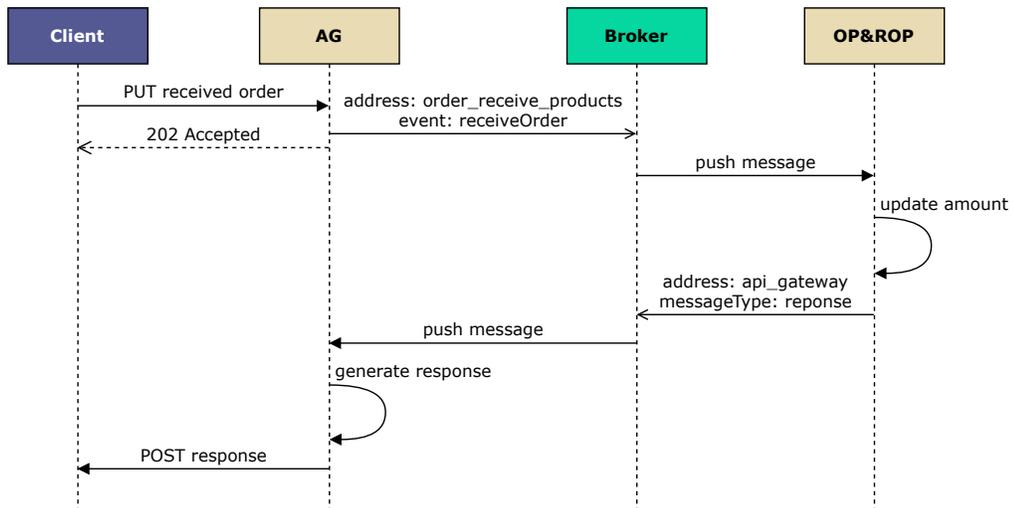 Client
AG
Broker
OP&ROP
PUT received order
address: order_receive_products
event: receiveOrder
202 Accepted
push message
update amount
address: api_gateway
messageType: reponse
push message
generate response
POST response